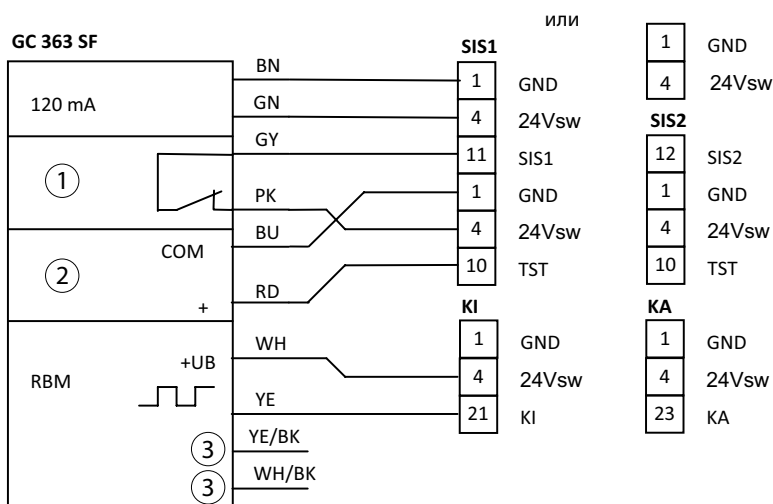 или
GC 363 SF
SIS1
1 GND
BN
1 GND
4 24Vsw
120 mA
GN
4 24Vsw
SIS2
GY
11 SIS1
12 SIS2
1
PK
1 GND
1 GND
BU
4 24Vsw
4 24Vsw
COM
2
RD
10 TST
10 TST
+
KI
KA
WH
1 GND
1 GND
+UB
RBM
4 24Vsw
4 24Vsw
YE
21 KI
23 KA
3 YE/BK
3 WH/BK